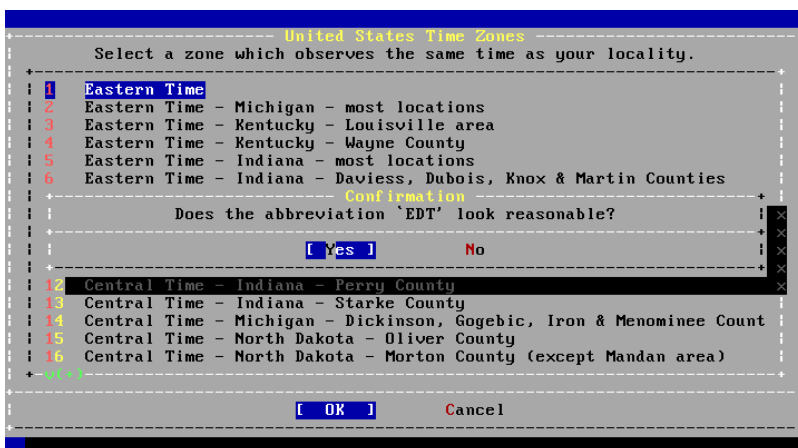 United States Time Zones
Select a zone which observes the same time as your locality.
1 Eastern Time
2 Eastern Time - Michigan - most locations
3 Eastern Time - Kentucky - Louisville area
4 Eastern Time - Kentucky - Wayne County
5 Eastern Time - Indiana - most locations
6 Eastern Time - Indiana - Daviess, Dubois, Knox & Martin Counties
Confirmation
Does the abbreviation `EDT' look reasonable?
[ Yes ] No
12 Central Time - Indiana - Perry County
13 Central Time - Indiana - Starke County
14 Central Time - Michigan - Dickinson, Gogebic, Iron & Menominee Count
15 Central Time - North Dakota - Oliver County
16 Central Time - North Dakota - Morton County (except Mandan area)
v(+)
[ OK ] Cancel